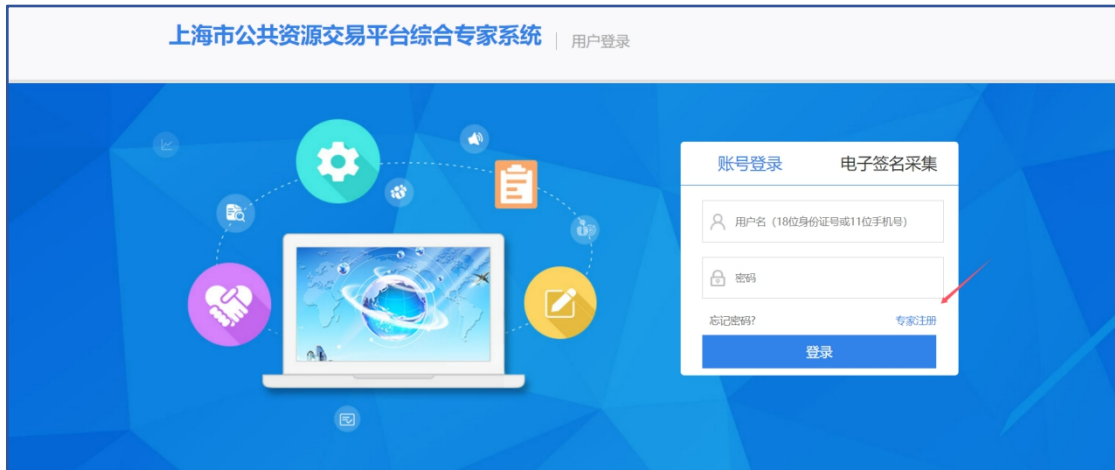 上海市公共资源交易平台综合专家系统 用户登录
账号登录 电子签名采集
用户名（18位身份证号或11位手机号）
密码
忘记密码? 专家注册
登录